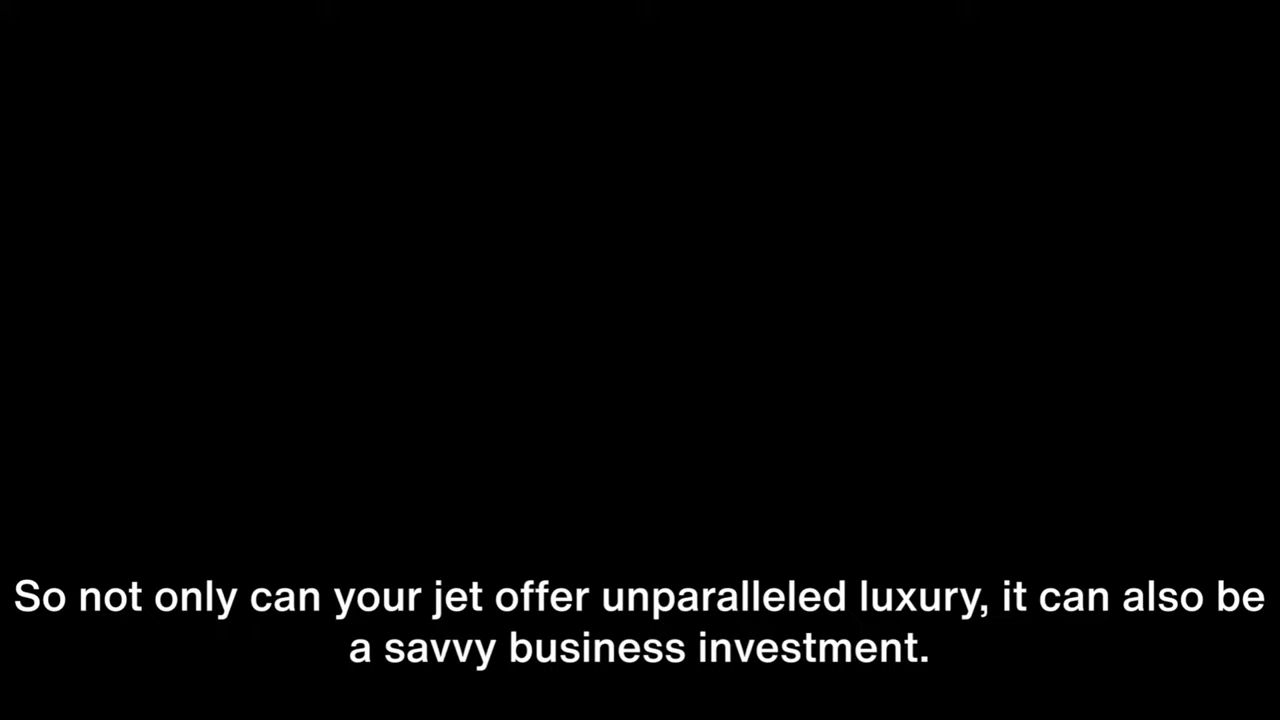 So not only can your jet offer unparalleled luxury, it can also be
a savvy business investment.